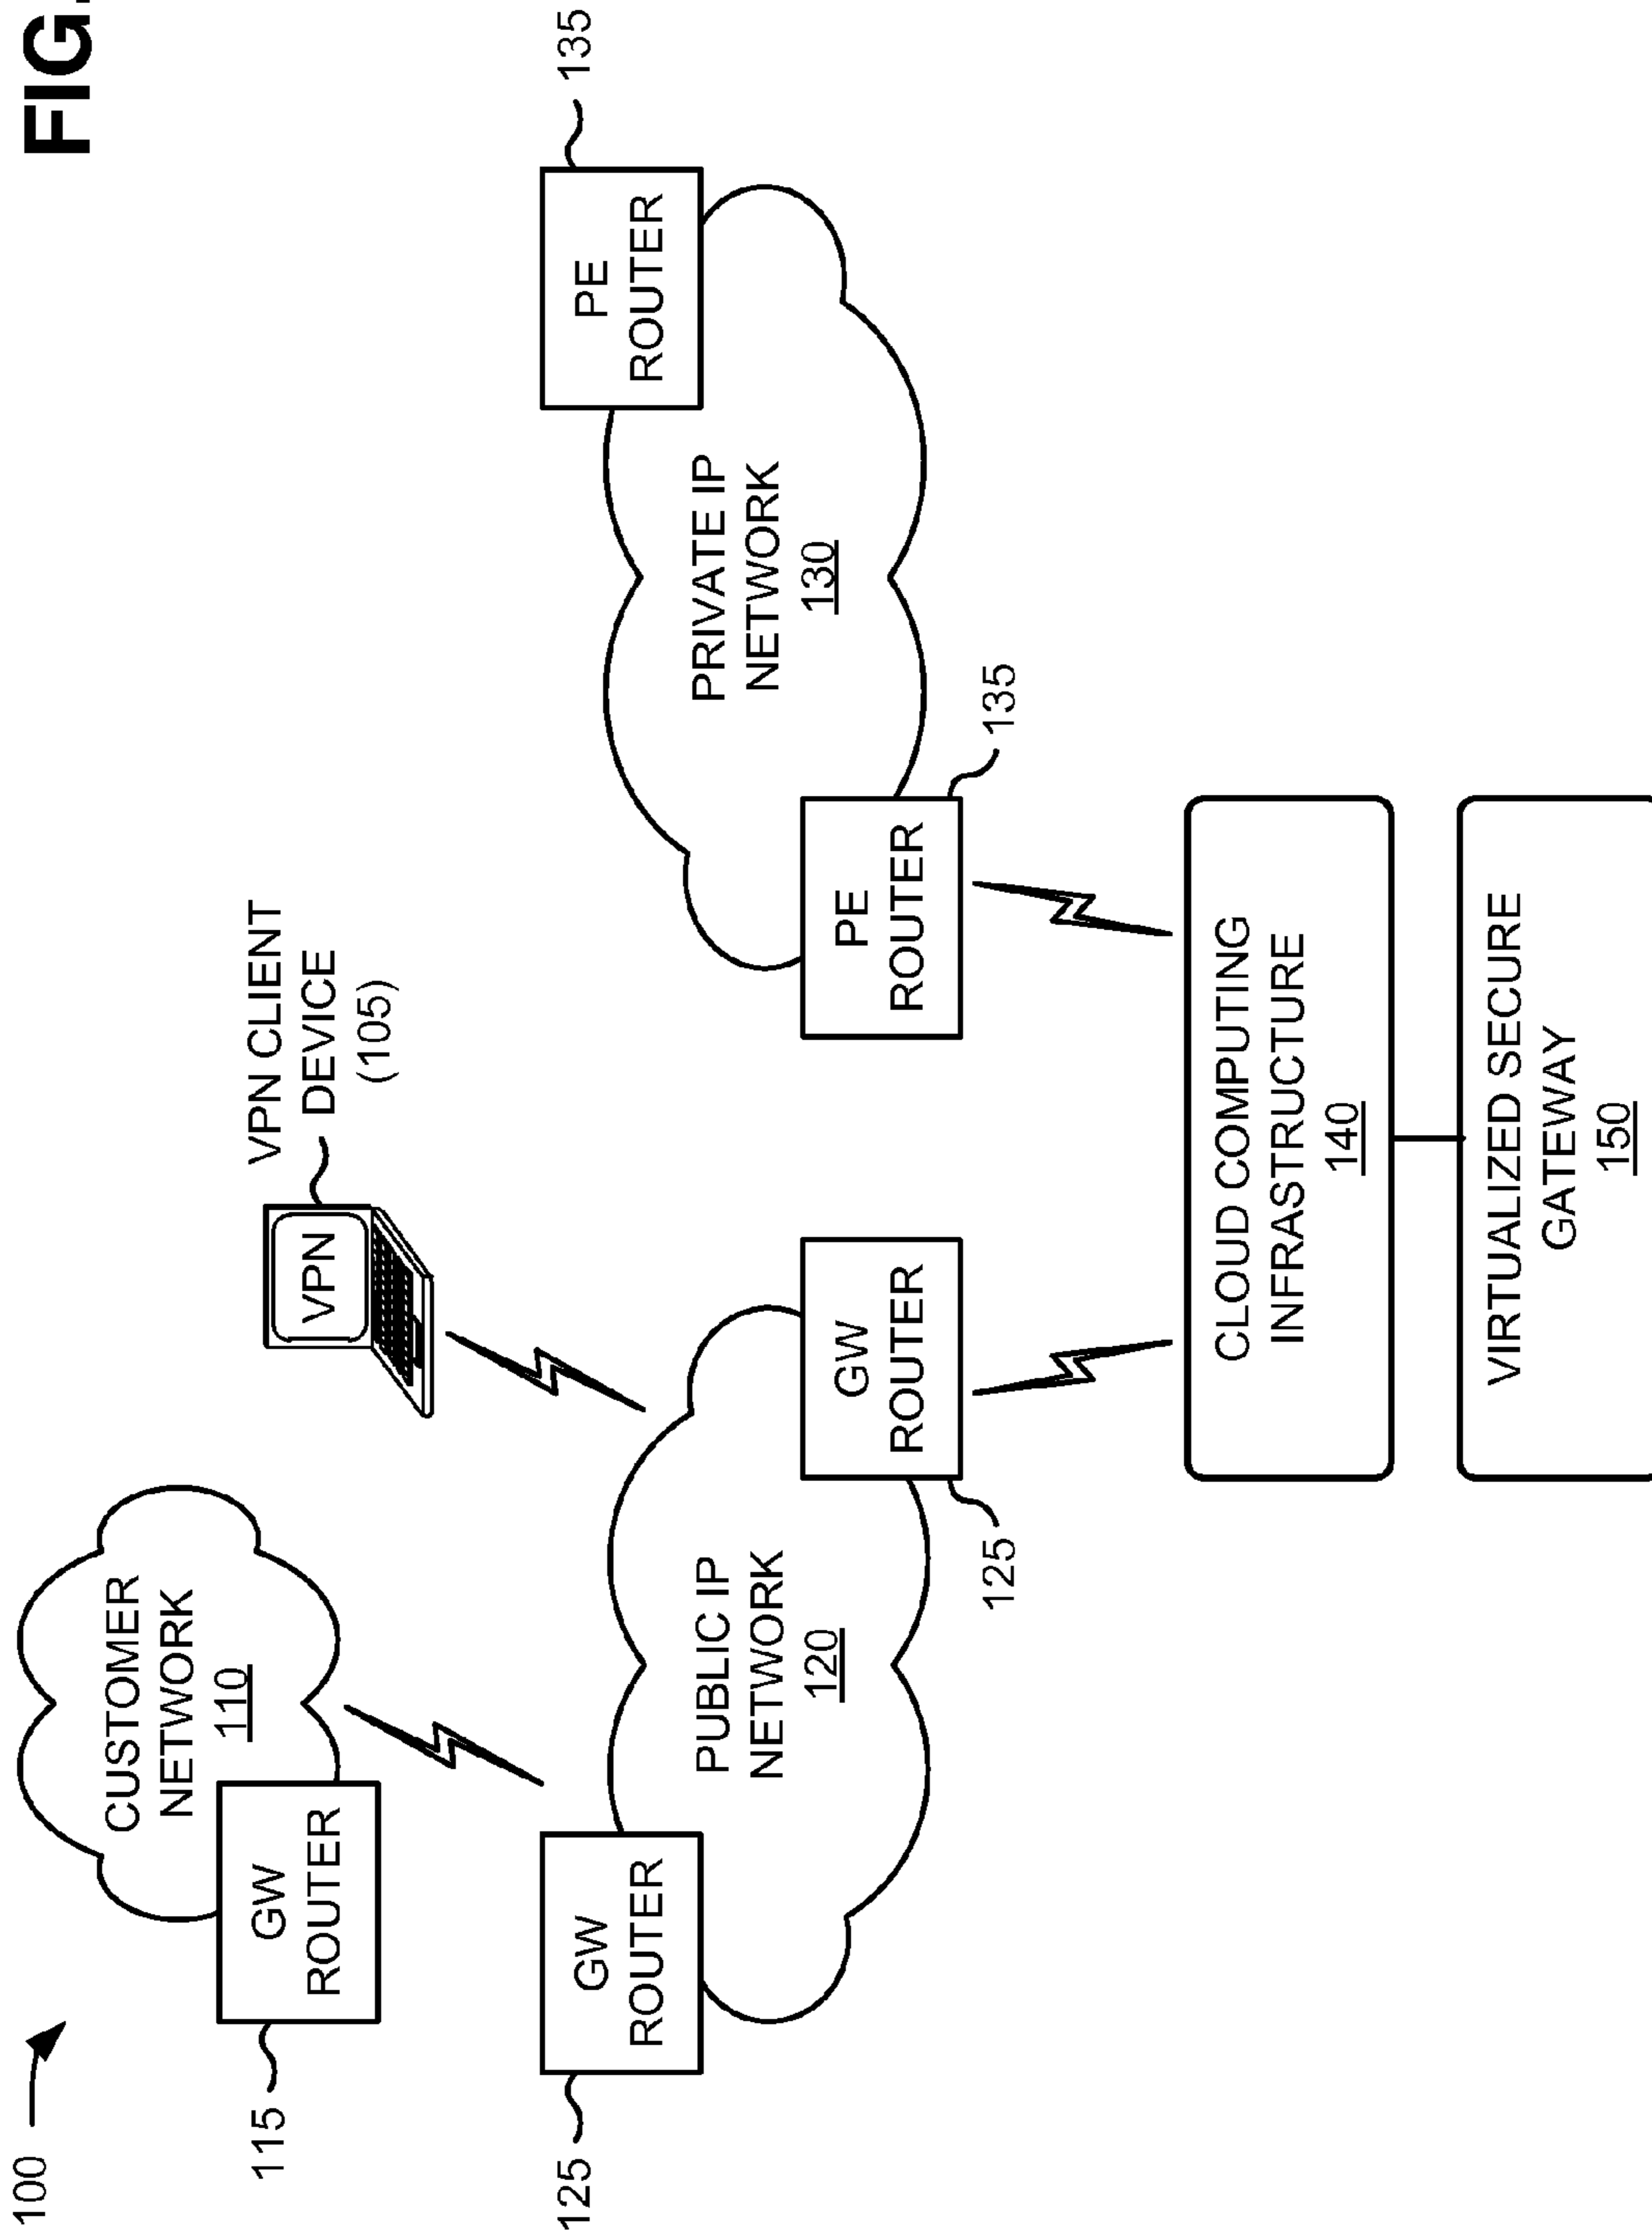 FIG.
100
CUSTOMER
NETWORK
110
GW
ROUTER
115
VPN
VPN CLIENT
DEVICE
(105)
GW
ROUTER
125
PUBLIC IP
NETWORK
120
GW
ROUTER
125
PE
ROUTER
135
PRIVATE IP
NETWORK
130
PE
ROUTER
135
CLOUD COMPUTING
INFRASTRUCTURE
140
VIRTUALIZED SECURE
GATEWAY
150